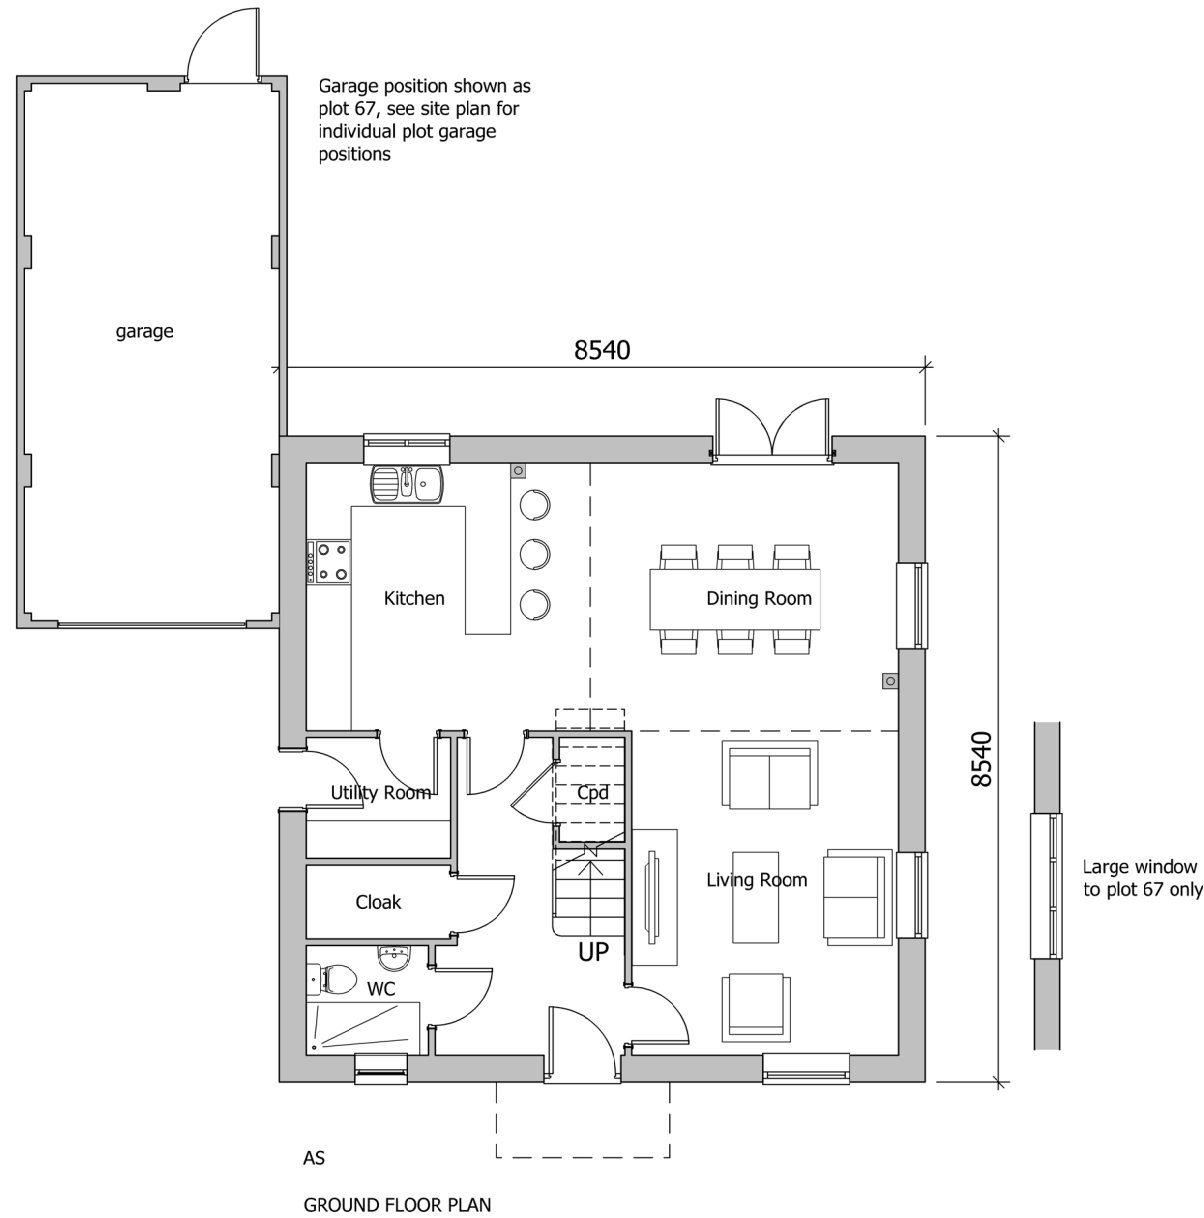 Garage position shown as
plot 67, see site plan for
individual plot garage
positions
garage
8540
Kitchen
Dining Room
8540
Utility Room
Cpd
Living Room
Large window
to plot 67 only
Cloak
UP
WC
AS
GROUND FLOOR PLAN